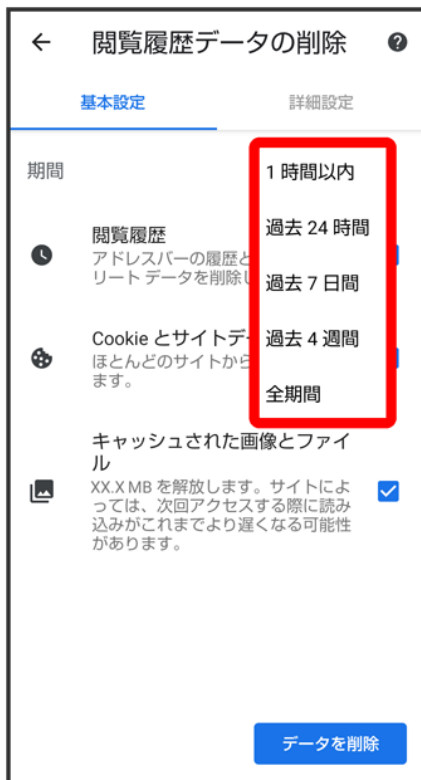 閲覧履歴データの削除
基本設定 詳細設定
期間
1 時間以内
過去 24 時間
過去 7 日間
過去 4 週間
全期間
閲覧履歴
アドレスバーの履歴と
リート データを削除し
Cookie とサイトデー
ほとんどのサイトから
ます。
キャッシュされた画像とファイ
ル
XX.X MB を解放します。サイトによ
っては、次回アクセスする際に読み
込みがこれまでより遅くなる可能性
があります。
データを削除